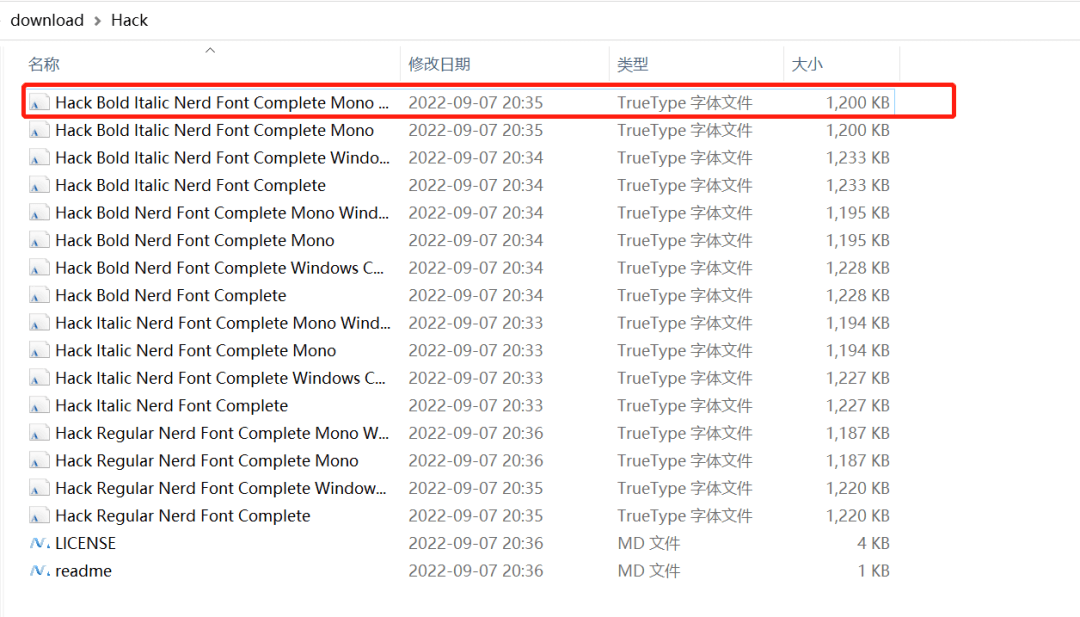 download > Hack
名称 修改日期 类型 大小
Hack Bold Italic Nerd Font Complete Mono ... 2022-09-07 20:35 TrueType 字体文件 1,200 KB
Hack Bold Italic Nerd Font Complete Mono 2022-09-07 20:35 TrueType 字体文件 1,200 KB
Hack Bold Italic Nerd Font Complete Windo... 2022-09-07 20:34 TrueType 字体文件 1,233 KB
Hack Bold Italic Nerd Font Complete 2022-09-07 20:34 TrueType 字体文件 1,233 KB
Hack Bold Nerd Font Complete Mono Wind... 2022-09-07 20:34 TrueType 字体文件 1,195 KB
Hack Bold Nerd Font Complete Mono 2022-09-07 20:34 TrueType 字体文件 1,195 KB
Hack Bold Nerd Font Complete Windows C... 2022-09-07 20:34 TrueType 字体文件 1,228 KB
Hack Bold Nerd Font Complete 2022-09-07 20:34 TrueType 字体文件 1,228 KB
Hack Italic Nerd Font Complete Mono Wind... 2022-09-07 20:33 TrueType 字体文件 1,194 KB
Hack Italic Nerd Font Complete Mono 2022-09-07 20:33 TrueType 字体文件 1,194 KB
Hack Italic Nerd Font Complete Windows C... 2022-09-07 20:33 TrueType 字体文件 1,227 KB
Hack Italic Nerd Font Complete 2022-09-07 20:33 TrueType 字体文件 1,227 KB
Hack Regular Nerd Font Complete Mono W... 2022-09-07 20:36 TrueType 字体文件 1,187 KB
Hack Regular Nerd Font Complete Mono 2022-09-07 20:36 TrueType 字体文件 1,187 KB
Hack Regular Nerd Font Complete Window... 2022-09-07 20:35 TrueType 字体文件 1,220 KB
Hack Regular Nerd Font Complete 2022-09-07 20:35 TrueType 字体文件 1,220 KB
LICENSE 2022-09-07 20:36 MD 文件 4 KB
readme 2022-09-07 20:36 MD 文件 1 KB